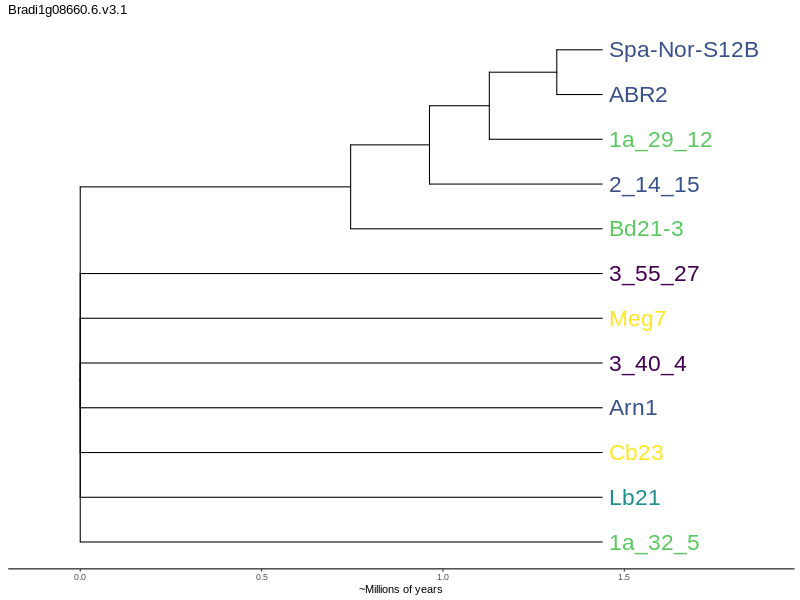 Bradi1g08660.6.v3.1
Spa-Nor-S12B
ABR2
1a_29_12
2_14_15
Bd21-3
3_55_27
Meg7
3_40_4
Arn1
Cb23
Lb21
1a_32_5
0.0 0.5 1.0 1.5
~Millions of years